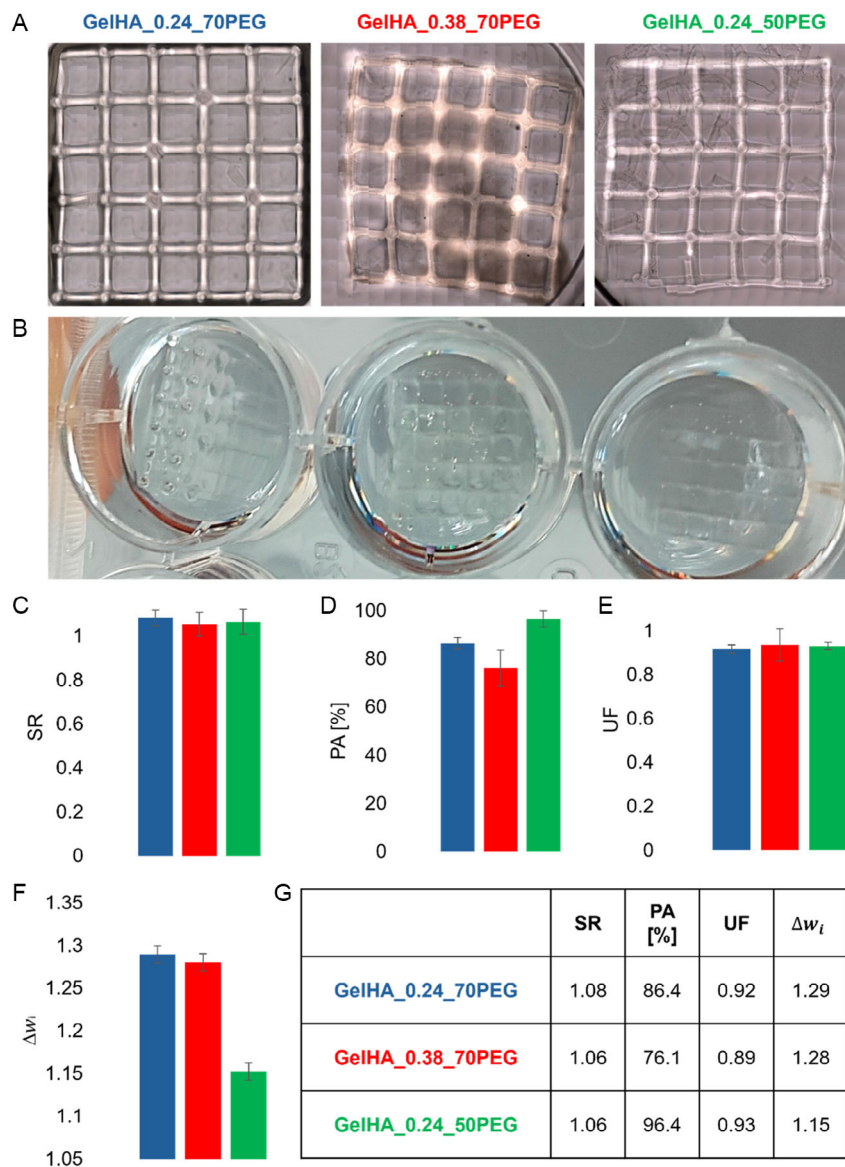 A
GelHA_0.24_70PEG GelHA_0.38_70PEG GelHA_0.24_50PEG
B
C
1
0.8
0.6
0.4
0.2
0
SR
D
100
80
60
40
20
0
PA [%]
E
1
0.8
0.6
0.4
0.2
0
UF
F
1.35
1.3
1.25
1.2
1.15
1.1
1.05
Δwᵢ
G
SR PA [%] UF Δwᵢ
GelHA_0.24_70PEG 1.08 86.4 0.92 1.29
GelHA_0.38_70PEG 1.06 76.1 0.89 1.28
GelHA_0.24_50PEG 1.06 96.4 0.93 1.15